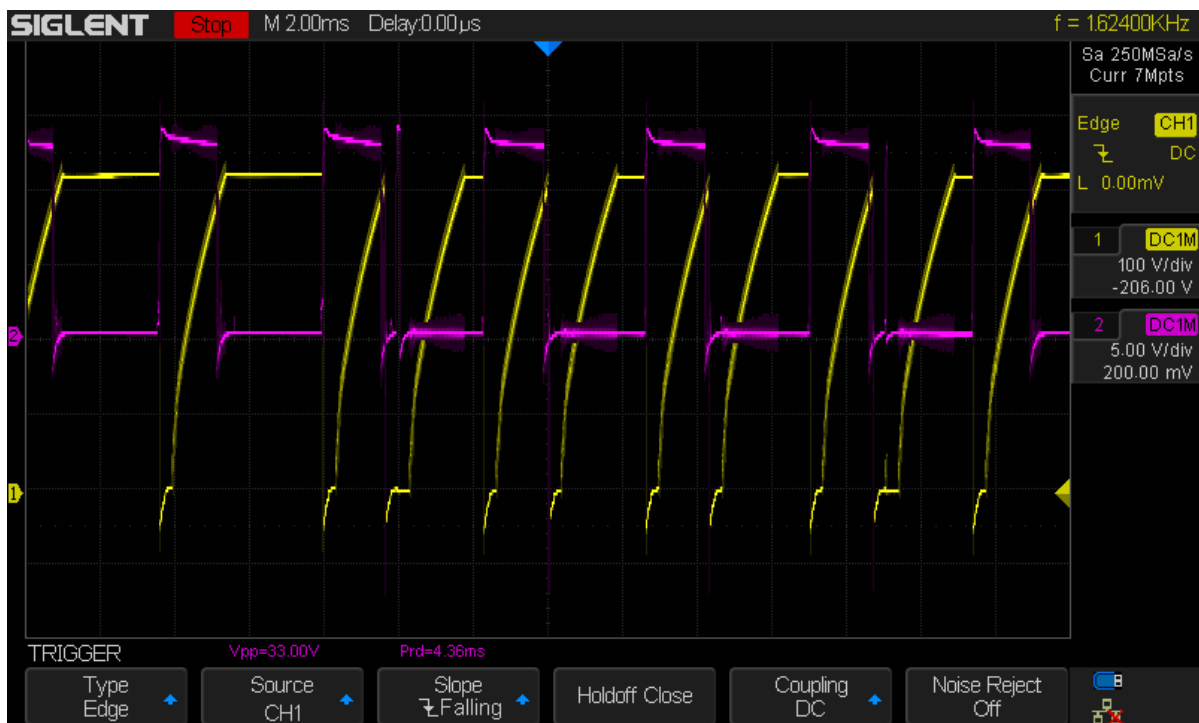 SIGLENT Stop M 2.00ms Delay:0.00µs f = 1.62400KHz
Sa 250MSa/s
Curr 7Mpts
Edge CH1
DC
L 0.00mV
1 DC1M
100 V/div
-206.00 V
2 DC1M
5.00 V/div
200.00 mV
2
1
TRIGGER Vpp=33.00V Prd=4.36ms
Type
Edge
Source
CH1
Slope
Falling
Holdoff Close
Coupling
DC
Noise Reject
Off